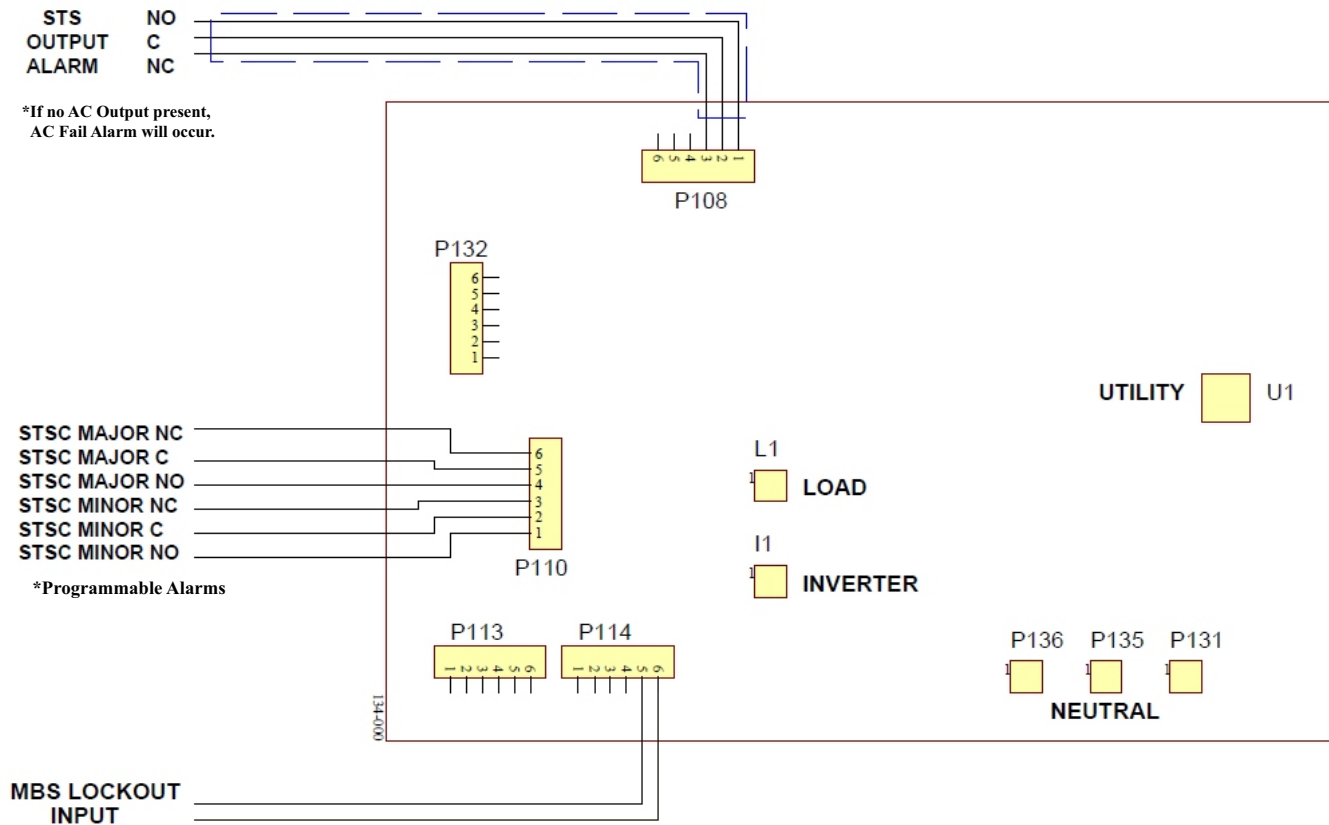 STS NO
OUTPUT C
ALARM NC
*If no AC Output present,
AC Fail Alarm will occur.
6 5 4 3 2 1
P108
P132
6
5
4
3
2
1
UTILITY U1
STSC MAJOR NC
STSC MAJOR C
STSC MAJOR NO
STSC MINOR NC
STSC MINOR C
STSC MINOR NO
6
5
4
3
2
1
P110
*Programmable Alarms
L1
1 LOAD
I1
1 INVERTER
P113 P114
1 2 3 4 5 6 1 2 3 4 5 6
P136 P135 P131
1 1 1
NEUTRAL
134-000
MBS LOCKOUT
INPUT